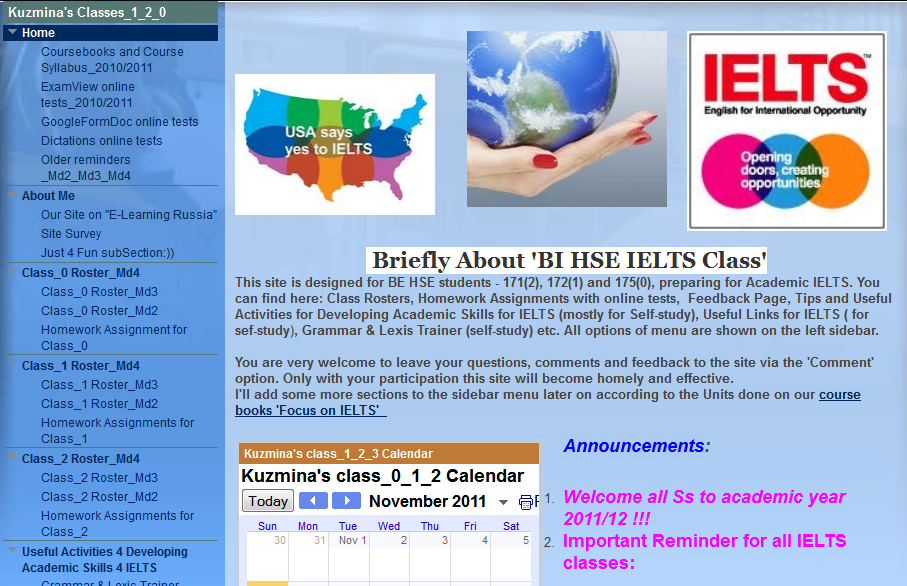 Kuzmina's Classes_1_2_0
Home
Coursebooks and Course
Syllabus_2010/2011
ExamView online
tests_2010/2011
GoogleFormDoc online tests
Dictations online tests
Older reminders
_Md2_Md3_Md4
About Me
Our Site on "E-Learning Russia"
Site Survey
Just 4 Fun subSection:))
Class_0 Roster_Md4
Class_0 Roster_Md3
Class_0 Roster_Md2
Homework Assignment for
Class_0
Class_1 Roster_Md4
Class_1 Roster_Md3
Class_1 Roster_Md2
Homework Assignments for
Class_1
Class_2 Roster_Md4
Class_2 Roster_Md3
Class_2 Roster_Md2
Homework Assignments for
Class_2
Useful Activities 4 Developing
Academic Skills 4 IELTS
Grammar & Lexis Trainer
USA says
yes to IELTS
IELTS™
English for International Opportunity
Opening
doors, creating
opportunities
Briefly About 'BI HSE IELTS Class'
This site is designed for BE HSE students - 171(2), 172(1) and 175(0), preparing for Academic IELTS. You
can find here: Class Rosters, Homework Assignments with online tests, Feedback Page, Tips and Useful
Activities for Developing Academic Skills for IELTS (mostly for Self-study), Useful Links for IELTS ( for
sef-study), Grammar & Lexis Trainer (self-study) etc. All options of menu are shown on the left sidebar.
You are very welcome to leave your questions, comments and feedback to the site via the 'Comment'
option. Only with your participation this site will become homely and effective.
I'll add some more sections to the sidebar menu later on according to the Units done on our course
books 'Focus on IELTS'
Kuzmina's class_1_2_3 Calendar
Kuzmina's class_0_1_2 Calendar
Today November 2011
Sun Mon Tue Wed Thu Fri Sat
30 31 Nov 1 2 3 4 5
Announcements:
1. Welcome all Ss to academic year
2011/12 !!!
2. Important Reminder for all IELTS
classes: